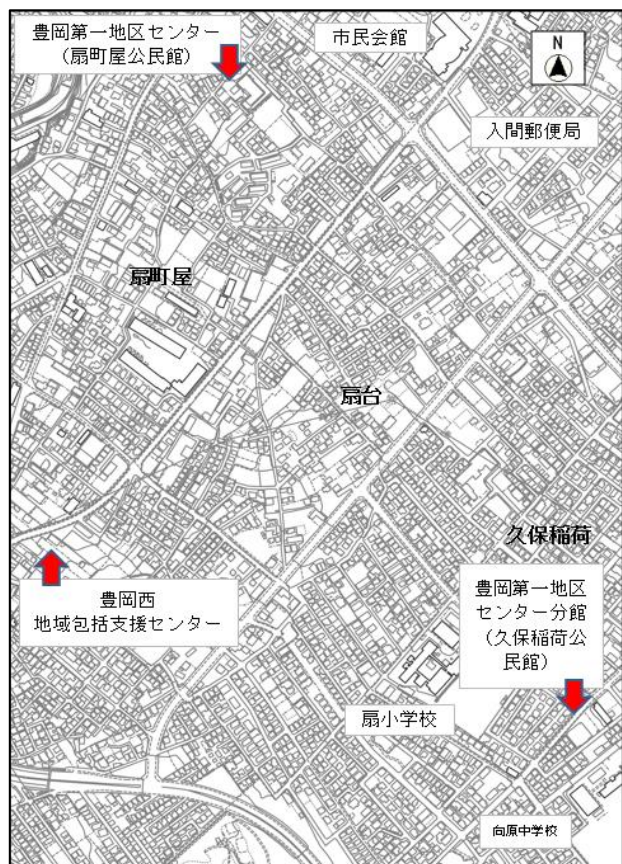 豊岡第一地区センター
（扇町屋公民館）
市民会館
N
入間郵便局
扇町屋
扇台
久保稲荷
豊岡西
地域包括支援センター
豊岡第一地区
センター分館
（久保稲荷公
民館）
扇小学校
向原中学校